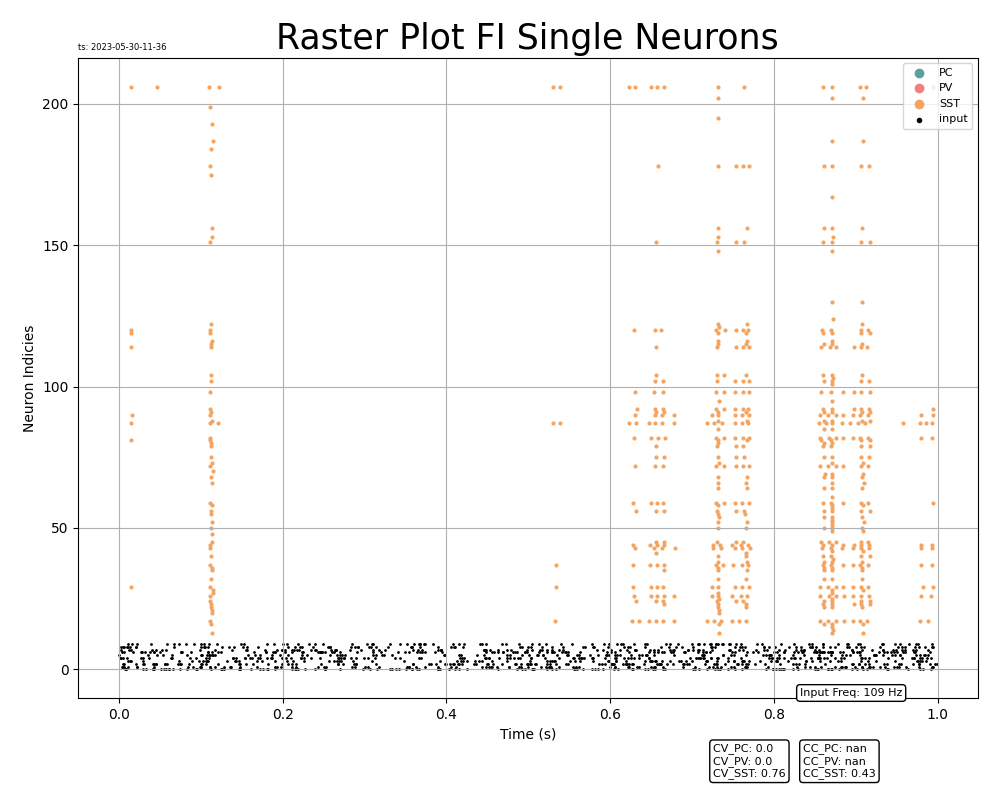 Raster Plot FI Single Neurons
ts: 2023-05-30-11-36
PC
PV
SST
input
200
150
100
50
0
Neuron Indicies
0.0 0.2 0.4 0.6 0.8 1.0
Time (s)
Input Freq: 109 Hz
CV_PC: 0.0
CV_PV: 0.0
CV_SST: 0.76
CC_PC: nan
CC_PV: nan
CC_SST: 0.43